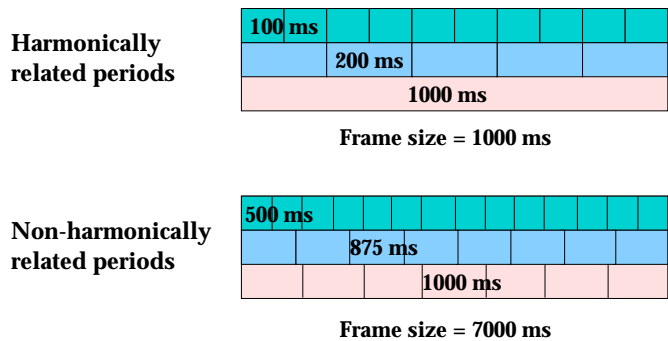 Harmonically
related periods
100 ms
200 ms
1000 ms
Frame size = 1000 ms
Non-harmonically
related periods
500 ms
875 ms
1000 ms
Frame size = 7000 ms